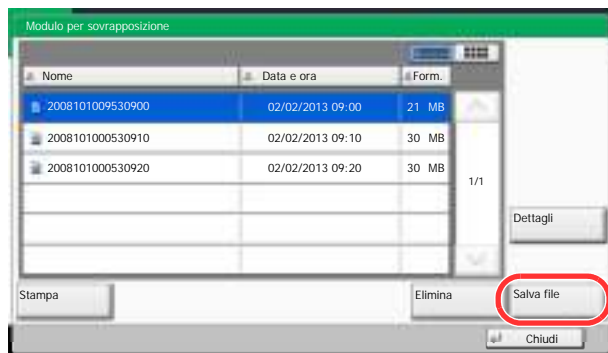 Modulo per sovrapposizione
Nome Data e ora Form.
2008101009530900 02/02/2013 09:00 21 MB
2008101000530910 02/02/2013 09:10 30 MB
2008101000530920 02/02/2013 09:20 30 MB
1/1
Dettagli
Stampa Elimina Salva file
Chiudi